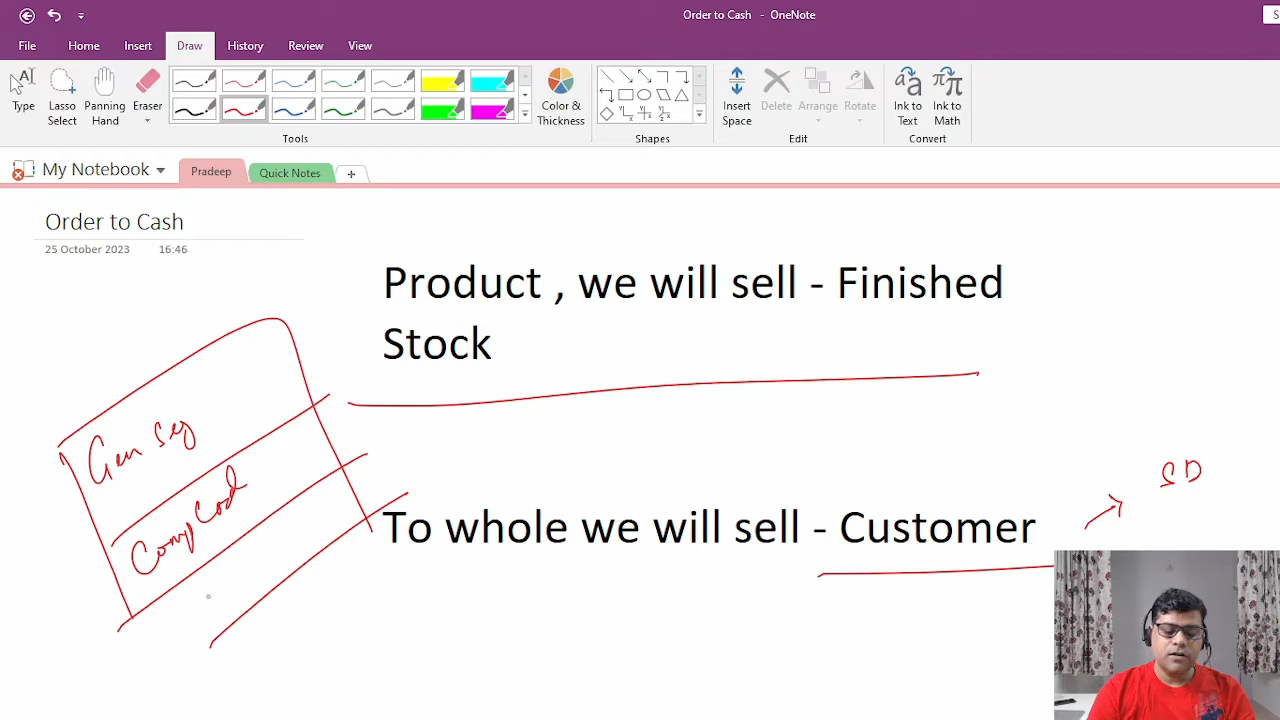 Order to Cash - OneNote
S
File Home Insert Draw History Review View
Type
Lasso Select
Panning Hand
Eraser
Color & Thickness
Insert Space
Delete
Arrange
Rotate
Ink to Text
Ink to Math
Tools
Shapes
Edit
Convert
My Notebook
Pradeep
Quick Notes
Order to Cash
25 October 2023 16:46
Product , we will sell - Finished
Stock
Gen Seg
Comp Cod
To whole we will sell - Customer
SD